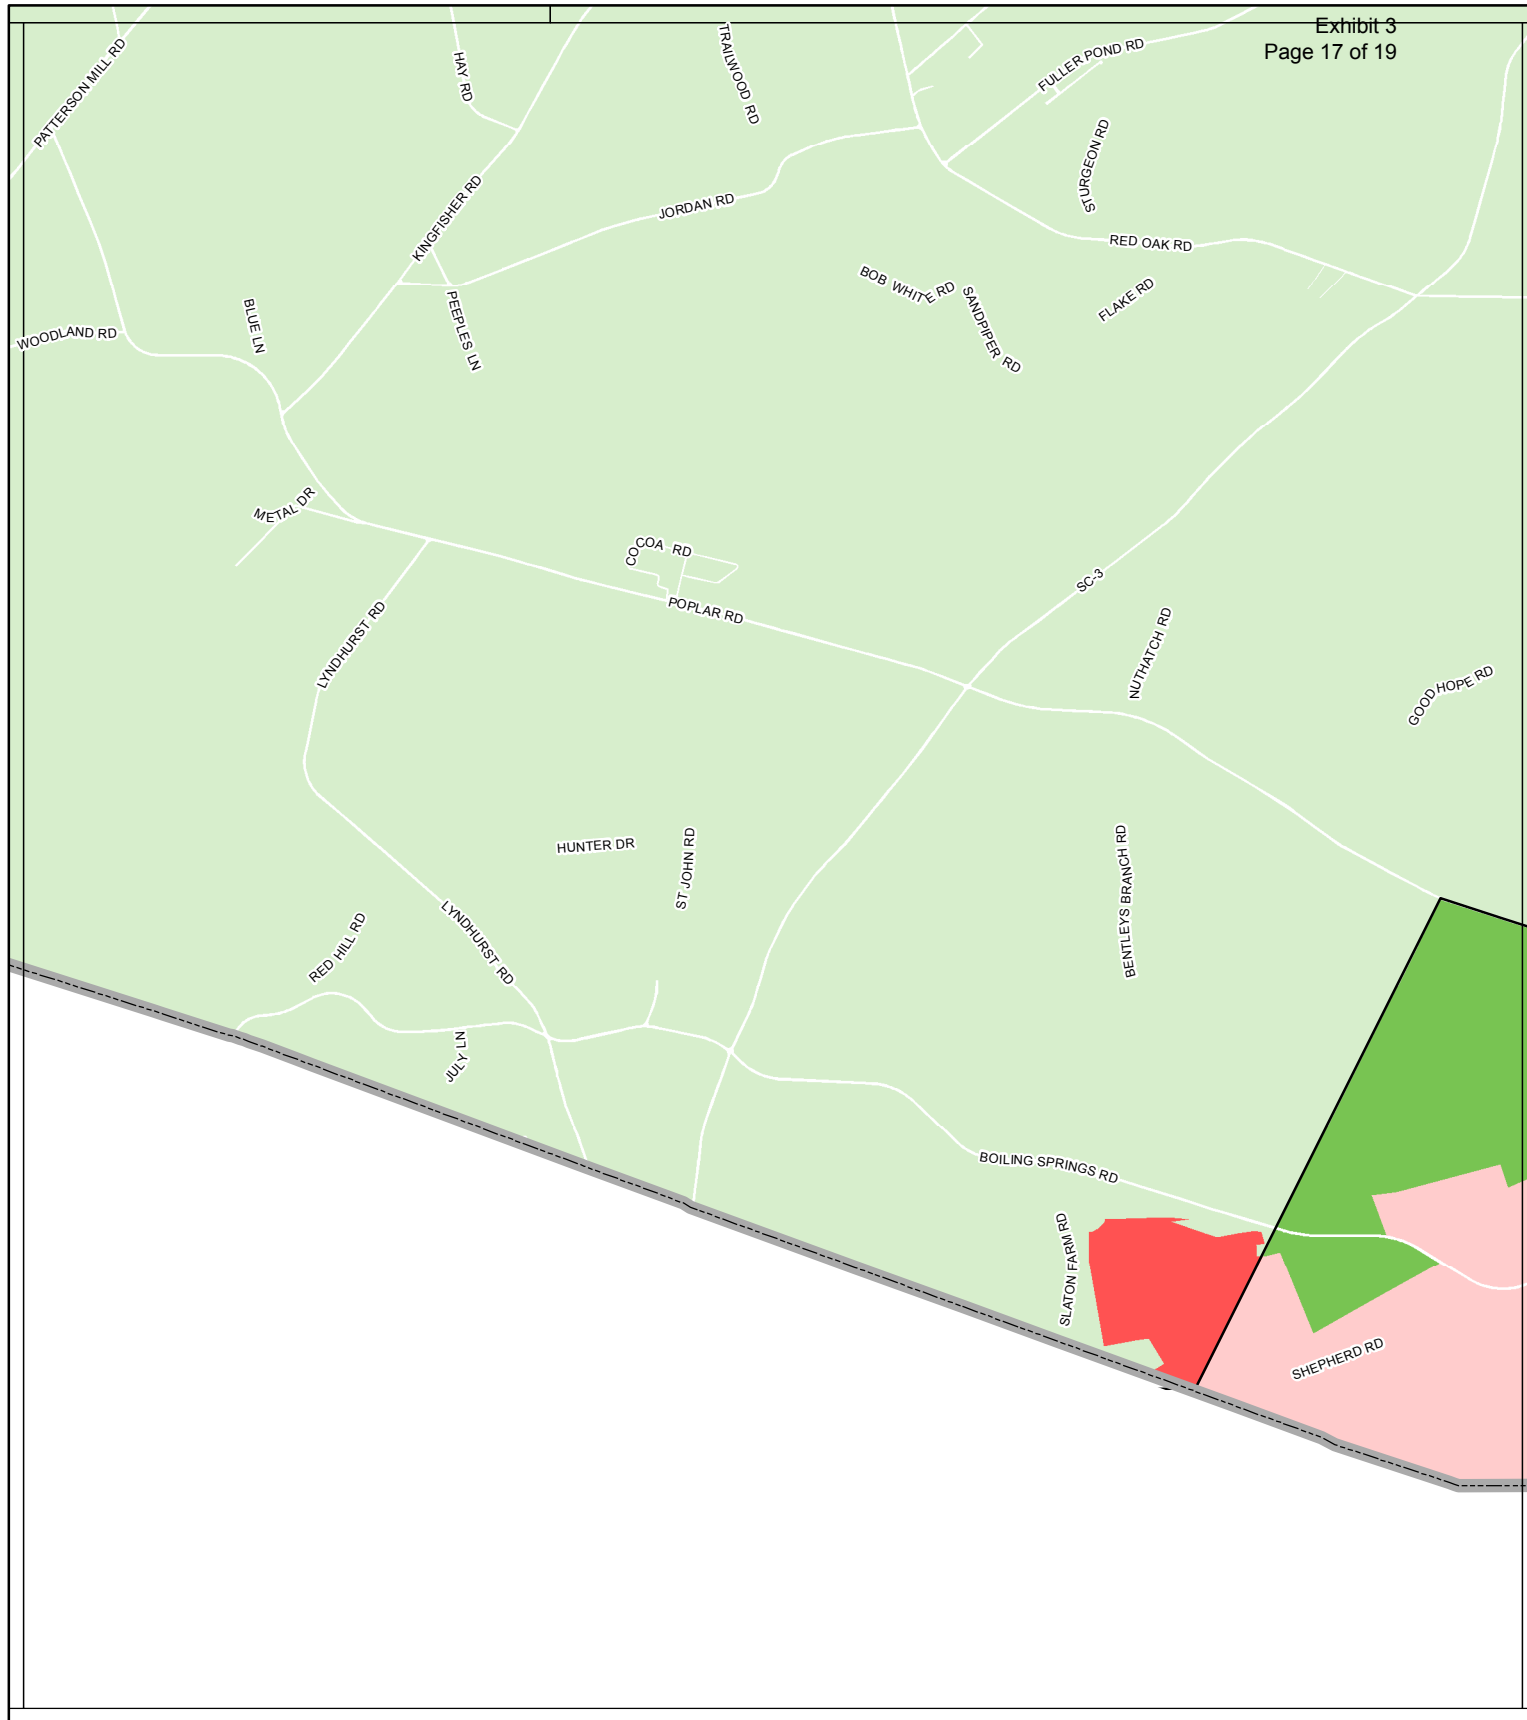 Exhibit 3
Page 17 of 19
PATTERSON MILL RD
HAY RD
TRAILWOOD RD
FULLER POND RD
STURGEON RD
KINGFISHER RD
JORDAN RD
RED OAK RD
BOB WHITE RD
SANDPIPER RD
FLAKE RD
WOODLAND RD
BLUE LN
PEEPLES LN
METAL DR
COCOA RD
SC-3
POPLAR RD
LYNDHURST RD
NUTHATCH RD
GOOD HOPE RD
HUNTER DR
ST JOHN RD
BENTLEYS BRANCH RD
RED HILL RD
LYNDHURST RD
JULY LN
BOILING SPRINGS RD
SLATON FARM RD
SHEPHERD RD